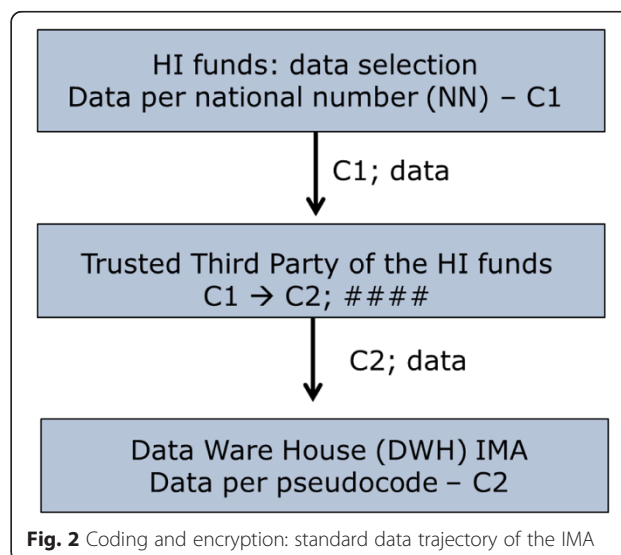 HI funds: data selection
Data per national number (NN) – C1
C1; data
Trusted Third Party of the HI funds
C1 → C2; ####
C2; data
Data Ware House (DWH) IMA
Data per pseudocode – C2
Fig. 2 Coding and encryption: standard data trajectory of the IMA